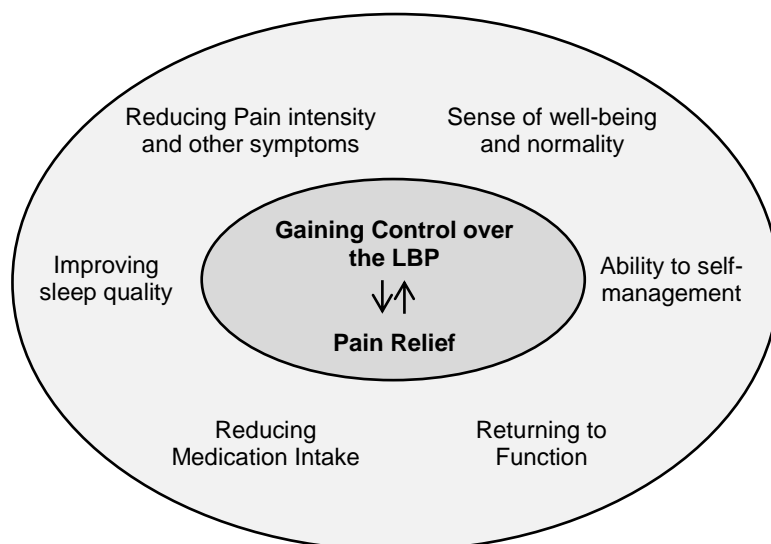 Reducing Pain intensity
and other symptoms
Sense of well-being
and normality
Gaining Control over
the LBP
Pain Relief
Improving
sleep quality
Ability to self-
management
Reducing
Medication Intake
Returning to
Function